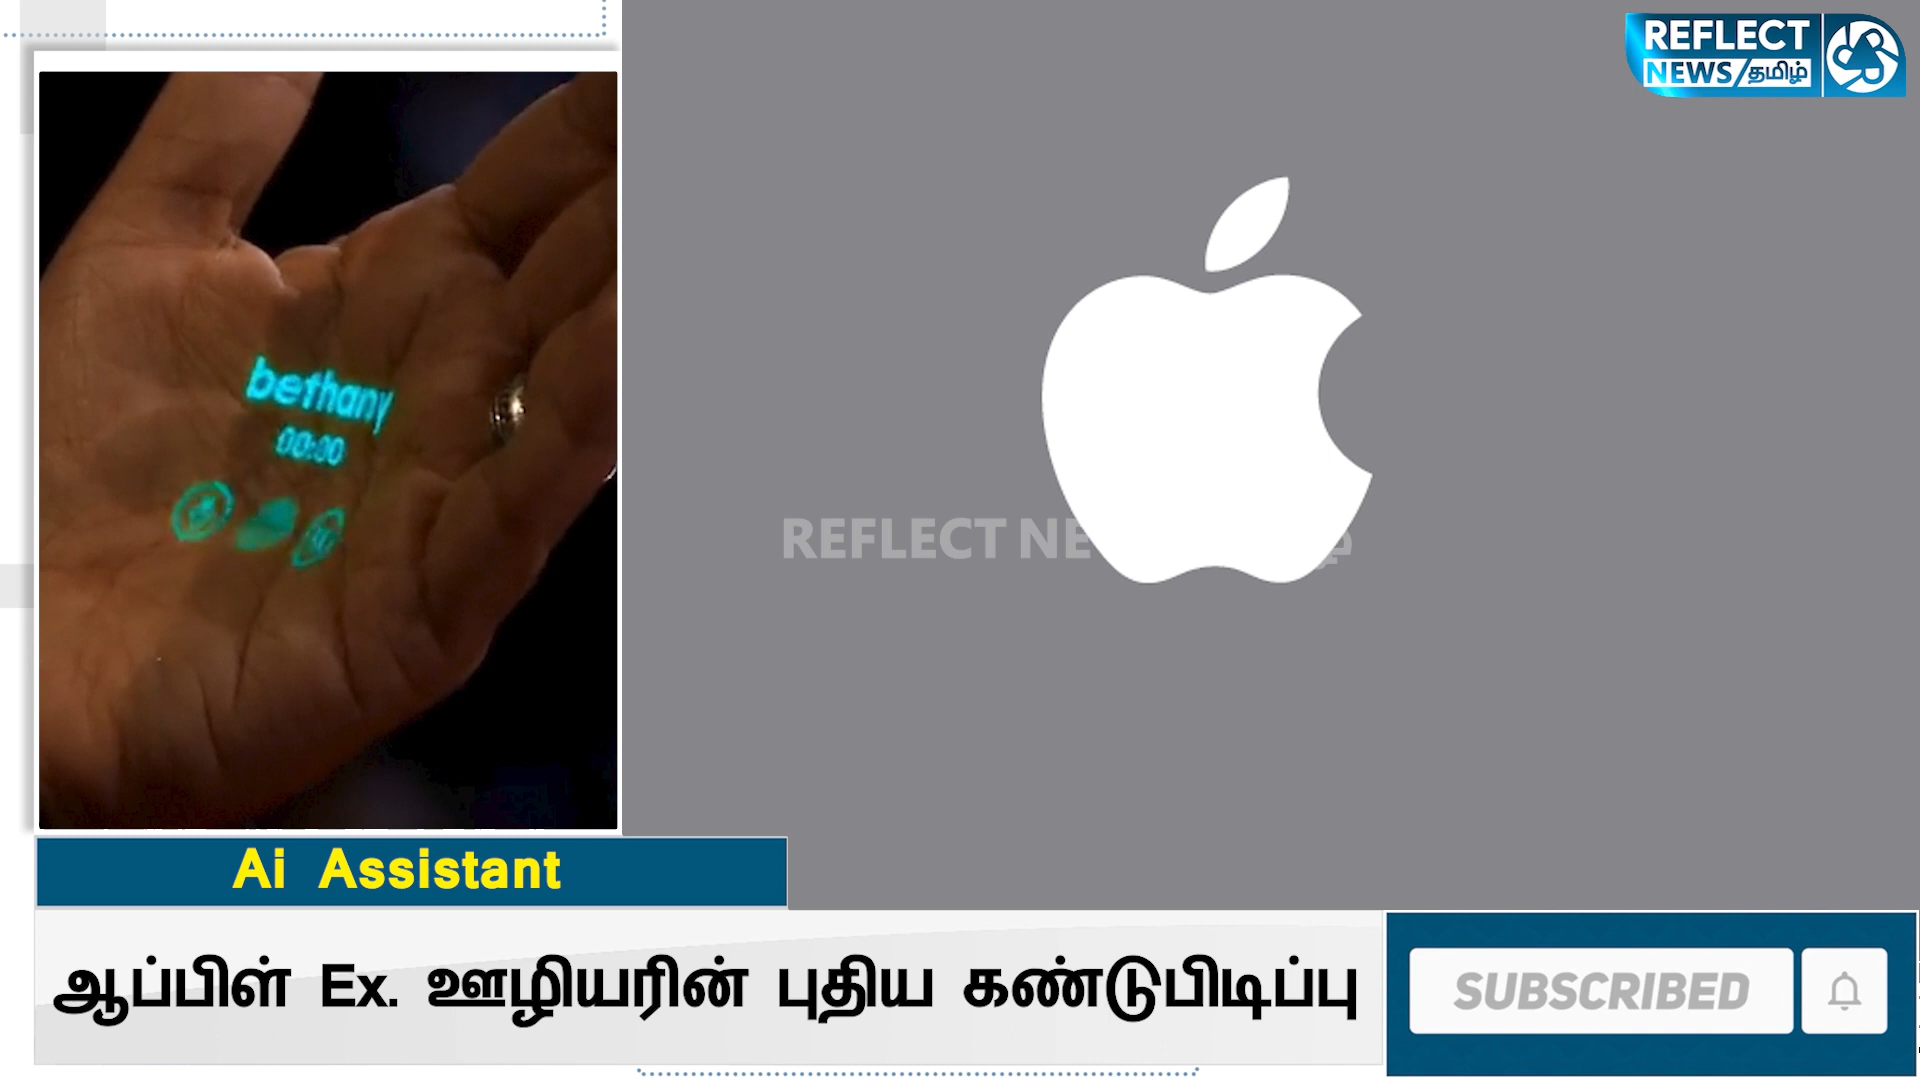 REFLECT
NEWS/தமிழ்
bethany
00:00
REFLECT NE
Ai Assistant
ஆப்பிள் Ex. ஊழியரின் புதிய கண்டுபிடிப்பு
SUBSCRIBED